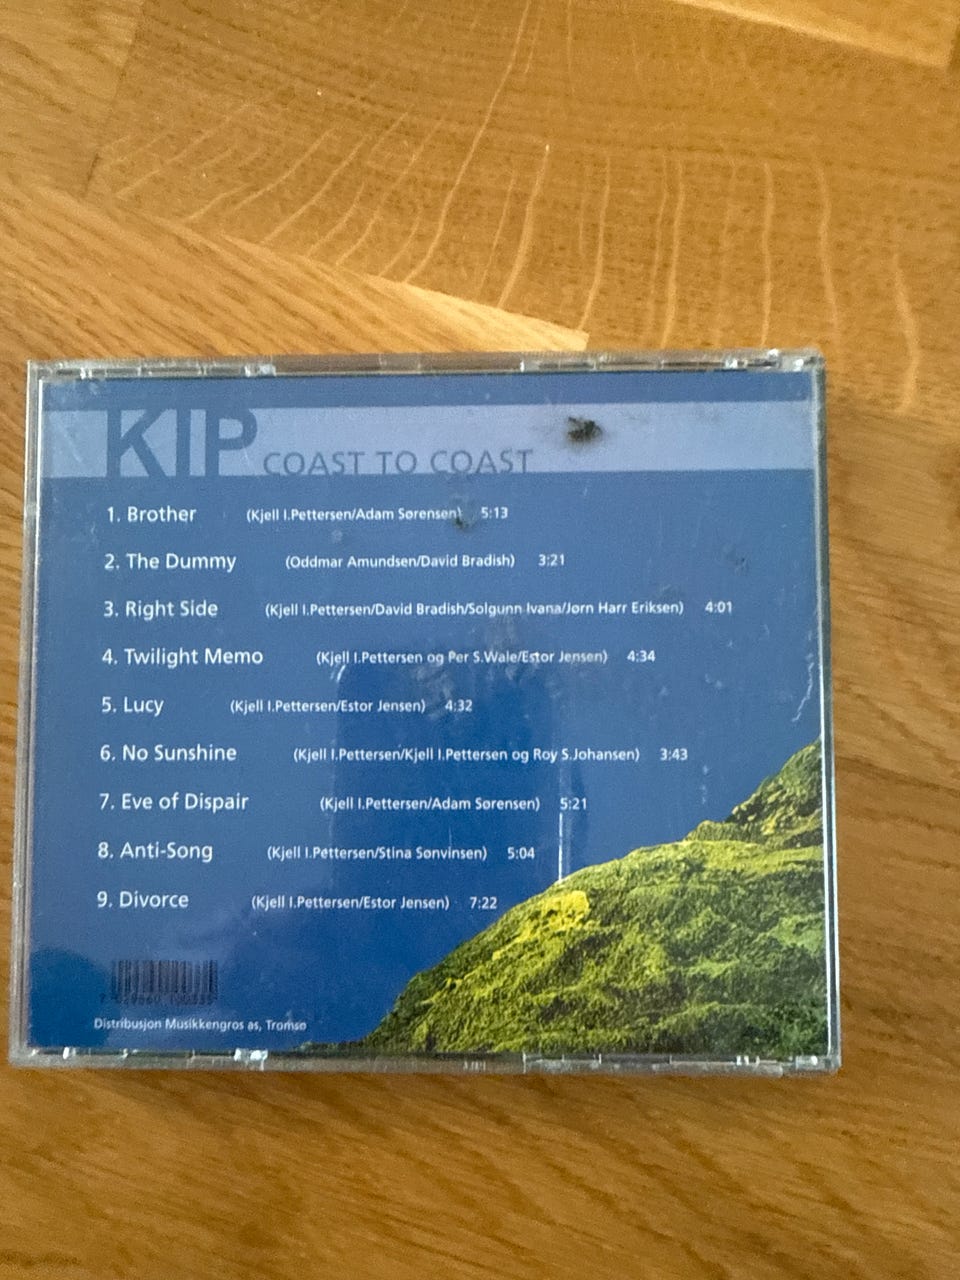 KIP COAST TO COAST
1. Brother (Kjell I.Pettersen/Adam Sørensen) 5:13
2. The Dummy (Oddmar Amundsen/David Bradish) 3:21
3. Right Side (Kjell I.Pettersen/David Bradish/Solgunn Ivana/Jørn Harr Eriksen) 4:01
4. Twilight Memo (Kjell I.Pettersen og Per S.Wale/Estor Jensen) 4:34
5. Lucy (Kjell I.Pettersen/Estor Jensen) 4:32
6. No Sunshine (Kjell I.Pettersen/Kjell I.Pettersen og Roy S.Johansen) 3:43
7. Eve of Dispair (Kjell I.Pettersen/Adam Sørensen) 5:21
8. Anti-Song (Kjell I.Pettersen/Stina Sønvinsen) 5:04
9. Divorce (Kjell I.Pettersen/Estor Jensen) 7:22
Distribusjon Musikkengros as, Tromsø